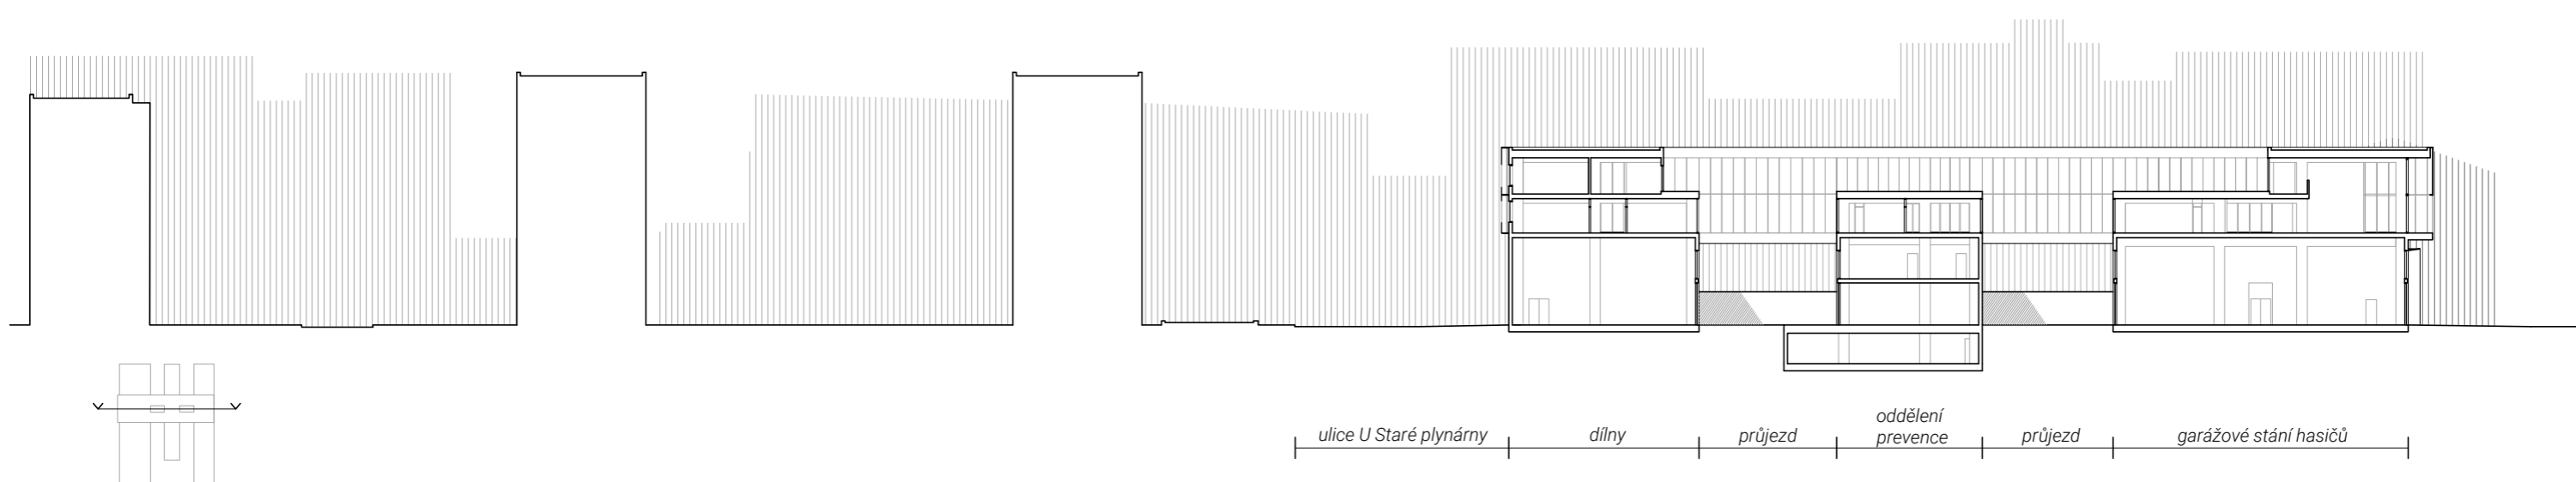 ulice U Staré plynárny
dílny
průjezd
oddělení
prevence
průjezd
garážové stání hasičů